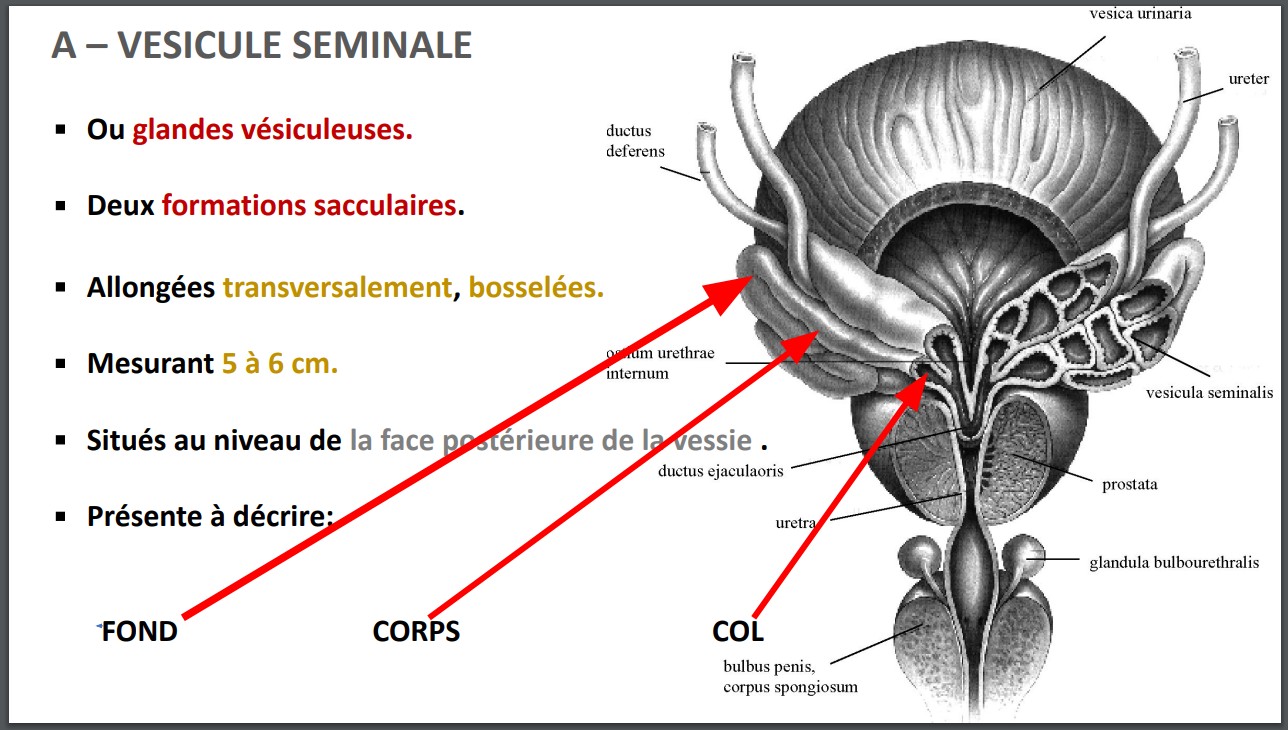 A – VESICULE SEMINALE
▪ Ou glandes vésiculeuses.
▪ Deux formations sacculaires.
▪ Allongées transversalement, bosselées.
▪ Mesurant 5 à 6 cm.
▪ Situés au niveau de la face postérieure de la vessie .
▪ Présente à décrire:
FOND
CORPS
COL
vesica urinaria
ureter
ductus
deferens
ostium urethrae
internum
vesicula seminalis
ductus ejaculaoris
prostata
uretra
glandula bulbourethralis
bulbus penis,
corpus spongiosum